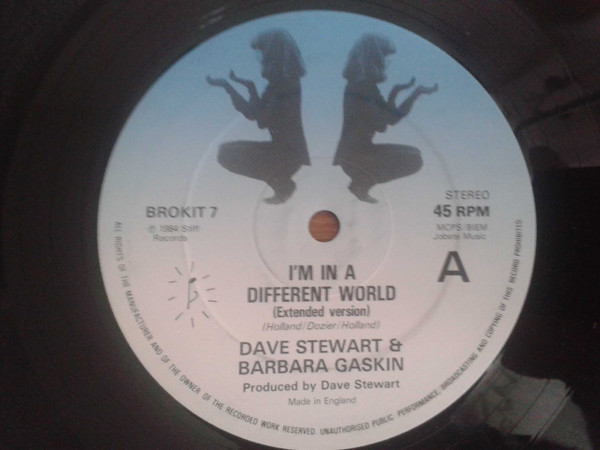 BROKIT 7
℗ 1984 Stiff
Records
STEREO
45 RPM
MCPS/BIEM
Jobete Music
A
I'M IN A
DIFFERENT WORLD
(Extended version)
(Holland/Dozier/Holland)
DAVE STEWART &
BARBARA GASKIN
Produced by Dave Stewart
Made in England
ALL RIGHTS OF THE MANUFACTURER AND OF THE OWNER OF THE RECORDED WORK RESERVED. UNAUTHORISED PUBLIC PERFORMANCE, BROADCASTING AND COPYING OF THIS RECORD PROHIBITED